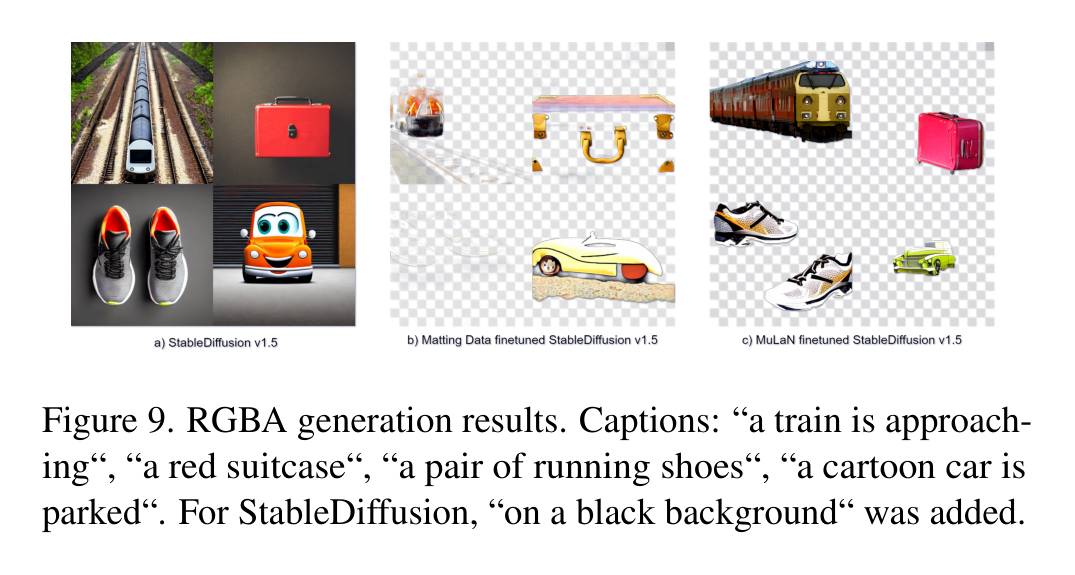 a) StableDiffusion v1.5
b) Matting Data finetuned StableDiffusion v1.5
c) MuLaN finetuned StableDiffusion v1.5
Figure 9. RGBA generation results. Captions: “a train is approach-
ing“, “a red suitcase“, “a pair of running shoes“, “a cartoon car is
parked“. For StableDiffusion, “on a black background“ was added.